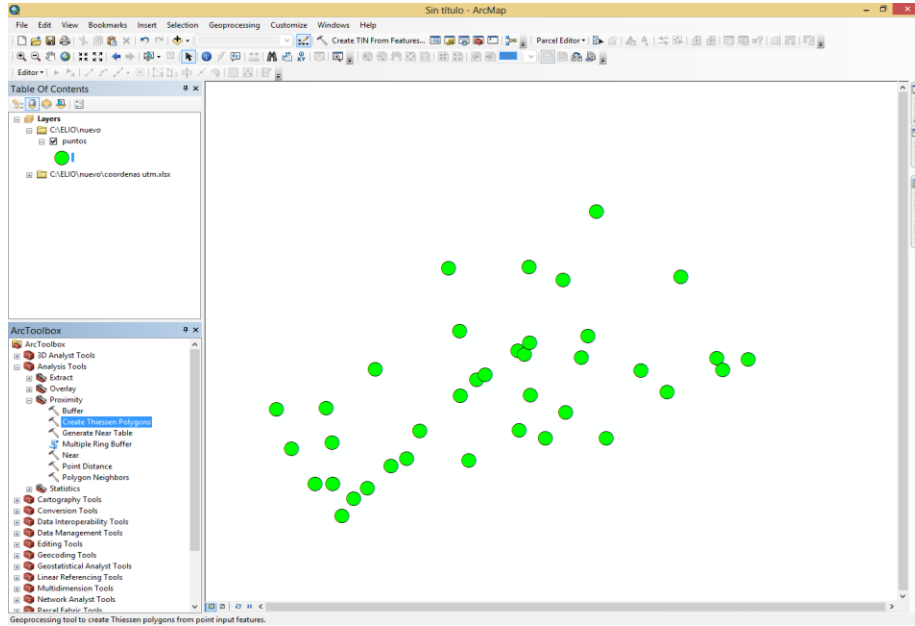 Sin título - ArcMap
File Edit View Bookmarks Insert Selection Geoprocessing Customize Windows Help
Create TIN From Features...
Parcel Editor
Editor
Table Of Contents
Layers
C:\ELIO\nuevo
puntos
C:\ELIO\nuevo\coordenas utm.xlsx
ArcToolbox
ArcToolbox
3D Analyst Tools
Analysis Tools
Extract
Overlay
Proximity
Buffer
Create Thiessen Polygons
Generate Near Table
Multiple Ring Buffer
Near
Point Distance
Polygon Neighbors
Statistics
Cartography Tools
Conversion Tools
Data Interoperability Tools
Data Management Tools
Editing Tools
Geocoding Tools
Geostatistical Analyst Tools
Linear Referencing Tools
Multidimension Tools
Network Analyst Tools
Parcel Fabric Tools
Geoprocessing tool to create Thiessen polygons from point input features.